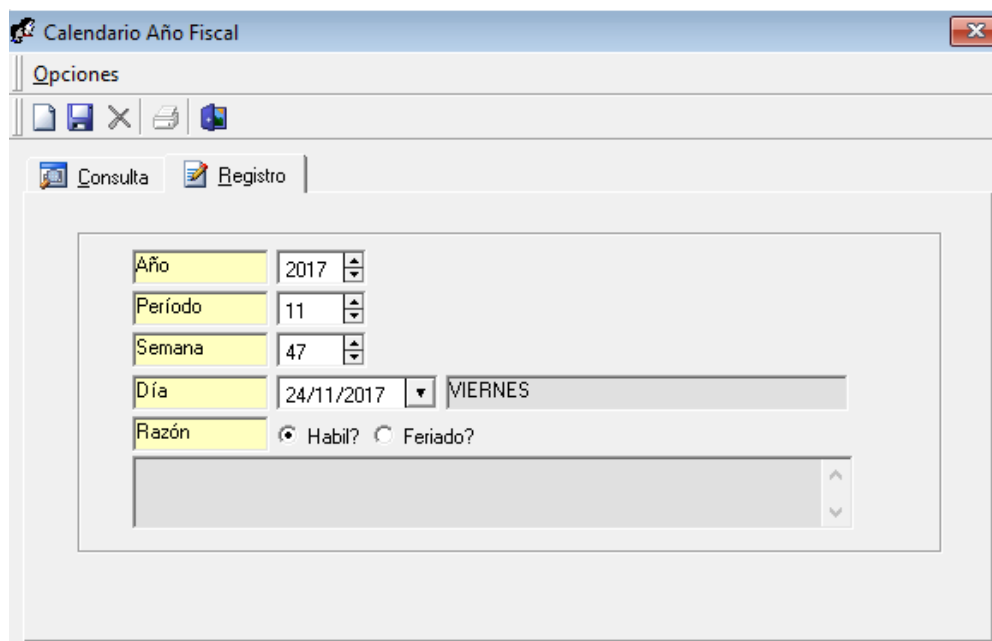 Calendario Año Fiscal
Opciones
Consulta Registro
Año 2017
Período 11
Semana 47
Día 24/11/2017 VIERNES
Razón Habil? Feriado?